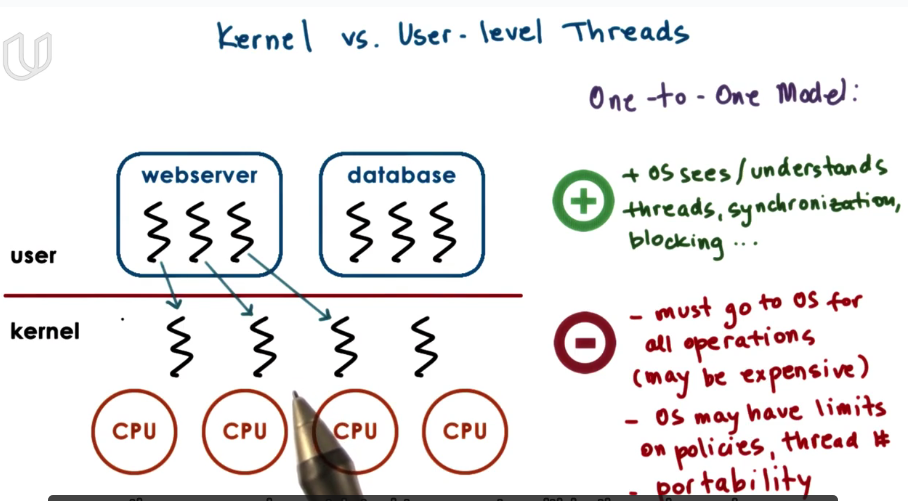 Kernel vs. User-level Threads
One-to-One Model:
webserver
database
+ OS sees/understands
threads, synchronization,
blocking ...
user
kernel
- must go to OS for
all operations
(may be expensive)
- OS may have limits
on policies, thread #
- portability
CPU
CPU
CPU
CPU